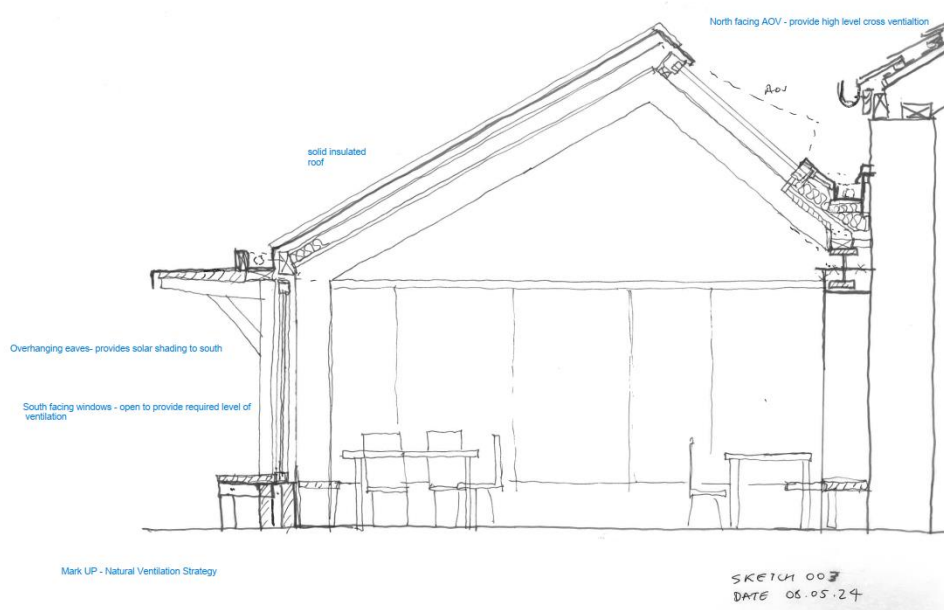 North facing AOV - provide high level cross ventialtion
AOV
solid insulated
roof
Overhanging eaves- provides solar shading to south
South facing windows - open to provide required level of
ventilation
Mark UP - Natural Ventilation Strategy
SKETCH 003
DATE 08.05.24